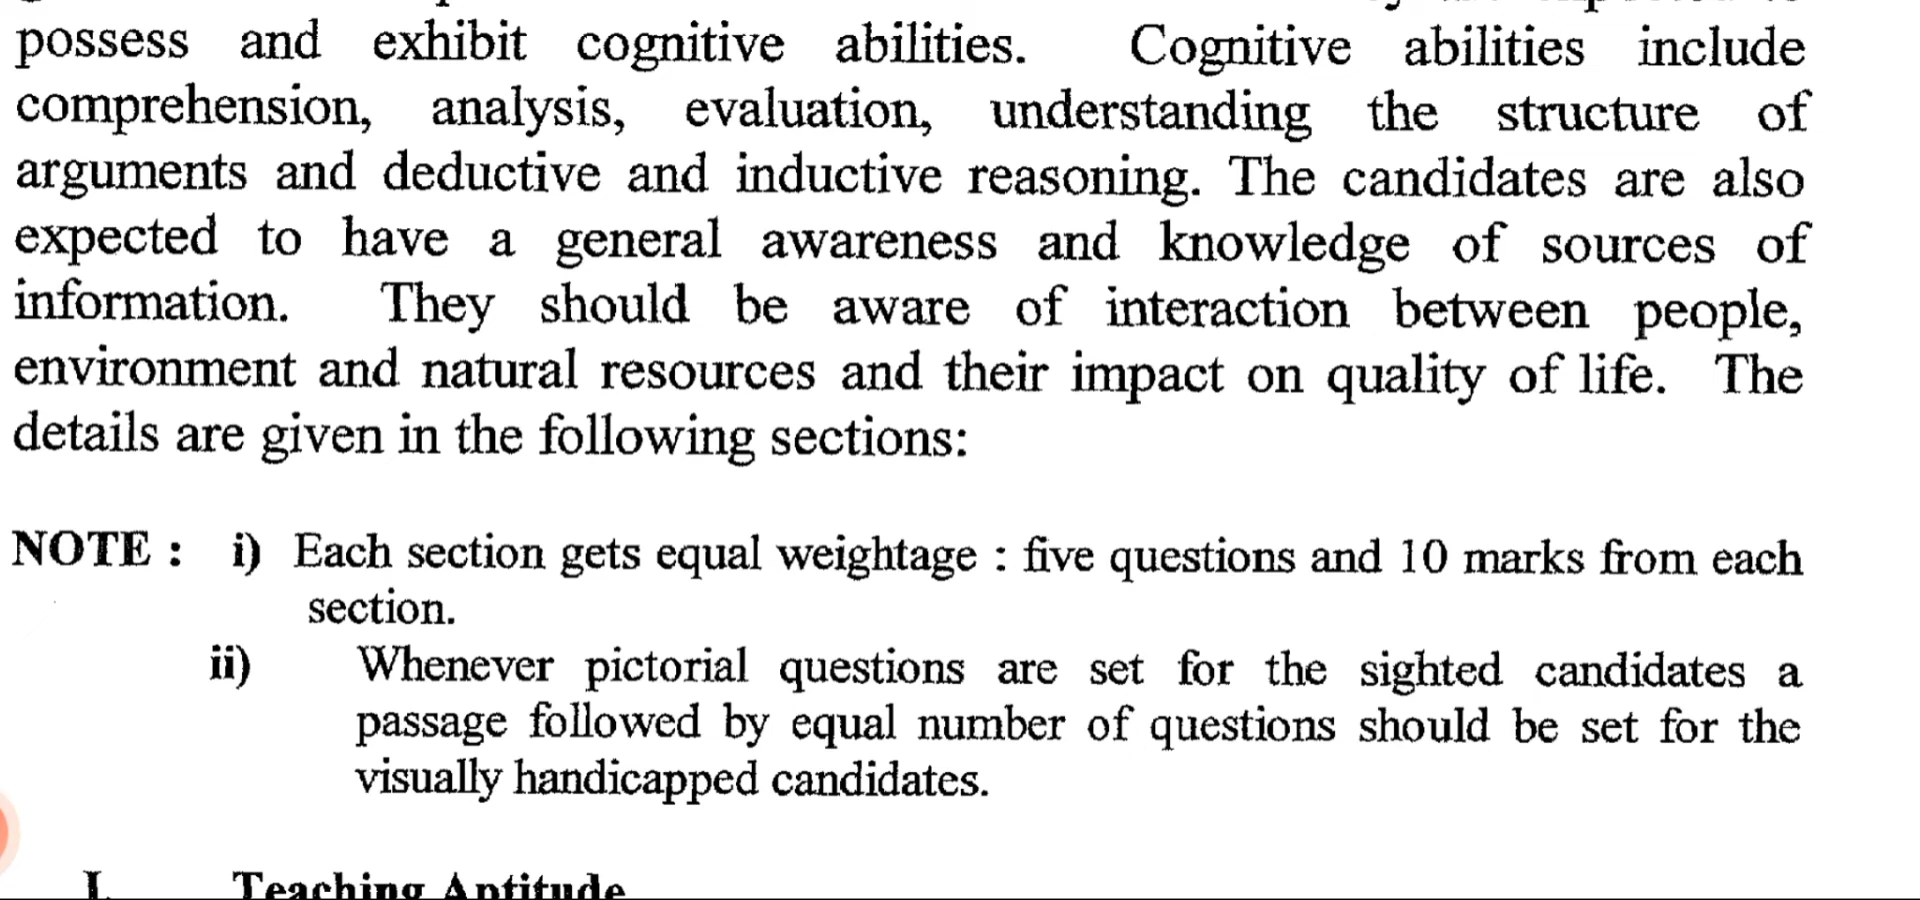 possess and exhibit cognitive abilities. Cognitive abilities include
comprehension, analysis, evaluation, understanding the structure of
arguments and deductive and inductive reasoning. The candidates are also
expected to have a general awareness and knowledge of sources of
information. They should be aware of interaction between people,
environment and natural resources and their impact on quality of life. The
details are given in the following sections:
NOTE : i) Each section gets equal weightage : five questions and 10 marks from each
section.
ii) Whenever pictorial questions are set for the sighted candidates a
passage followed by equal number of questions should be set for the
visually handicapped candidates.
I. Teaching Aptitude